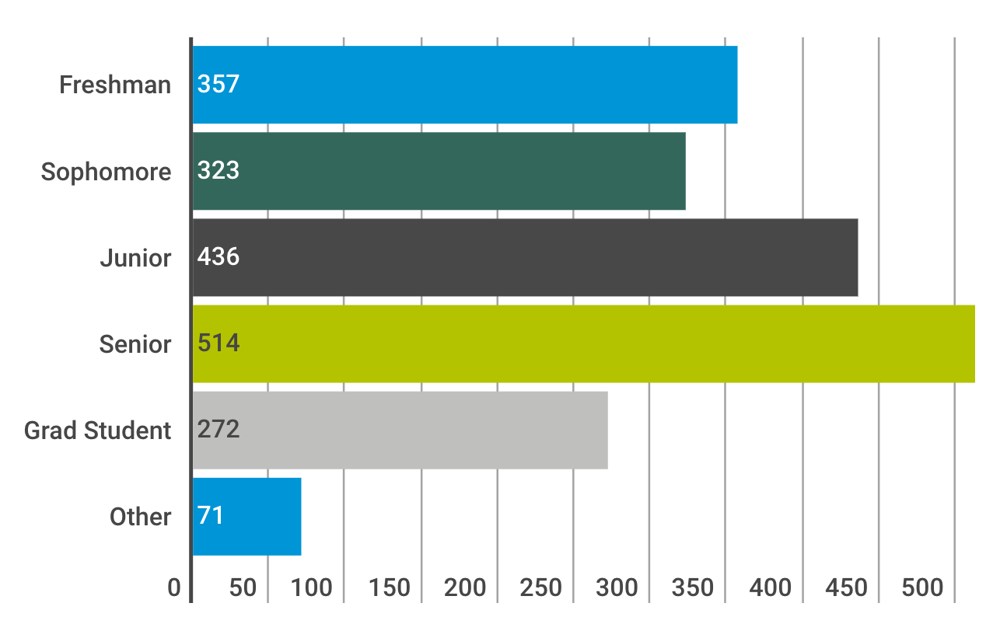 Freshman 357
Sophomore 323
Junior 436
Senior 514
Grad Student 272
Other 71
0 50 100 150 200 250 300 350 400 450 500